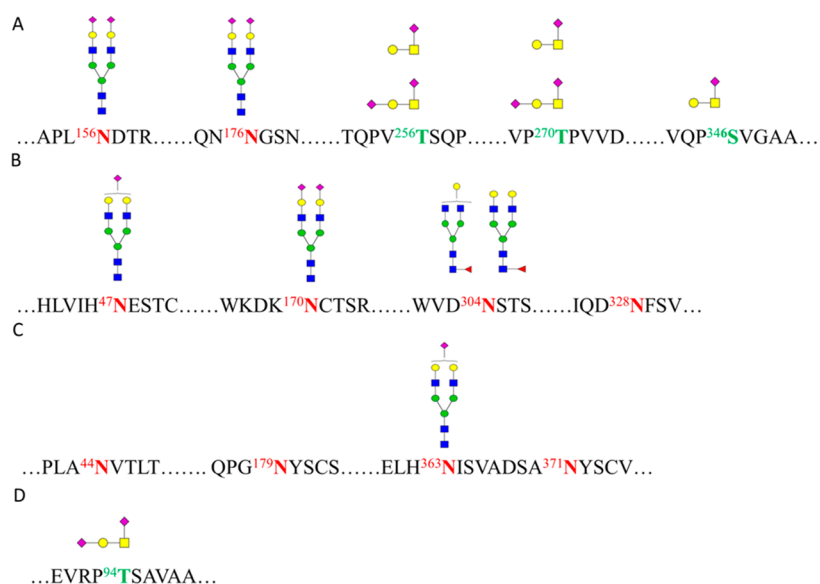 A
...APL156NDTR......QN176NGSN......TQPV256TSQP......VP270TPVVD......VQP346SVGAA...
B
...HLVIH47NESTC......WKDK170NCTSR......WVD304NSTS......IQD328NFSV...
C
...PLA44NVTLT....... QPG179NYSCS......ELH363NISVADSA371NYSCV...
D
...EVRP94TSAVAA...